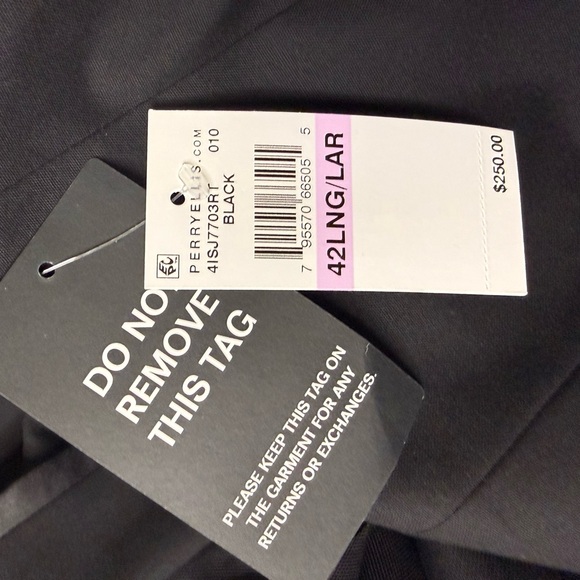 PERRYELLIS.COM
4ISJ7703RT 010
BLACK
7 95570 66505 5
42LNG/LAR
$250.00
DO NOT
REMOVE
THIS TAG
PLEASE KEEP THIS TAG ON
THE GARMENT FOR ANY
RETURNS OR EXCHANGES.